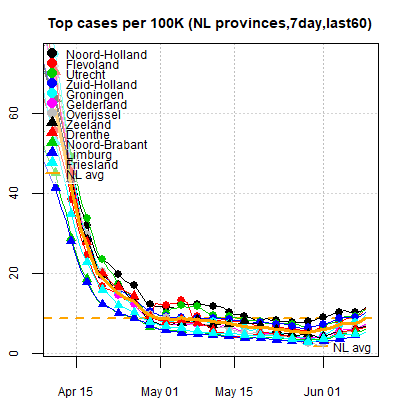 Top cases per 100K (NL provinces,7day,last60)
Noord-Holland
Flevoland
Utrecht
Zuid-Holland
Groningen
Gelderland
Overijssel
Zeeland
Drenthe
Noord-Brabant
Limburg
Friesland
NL avg
60
40
20
0
NL avg
Apr 15
May 01
May 15
Jun 01